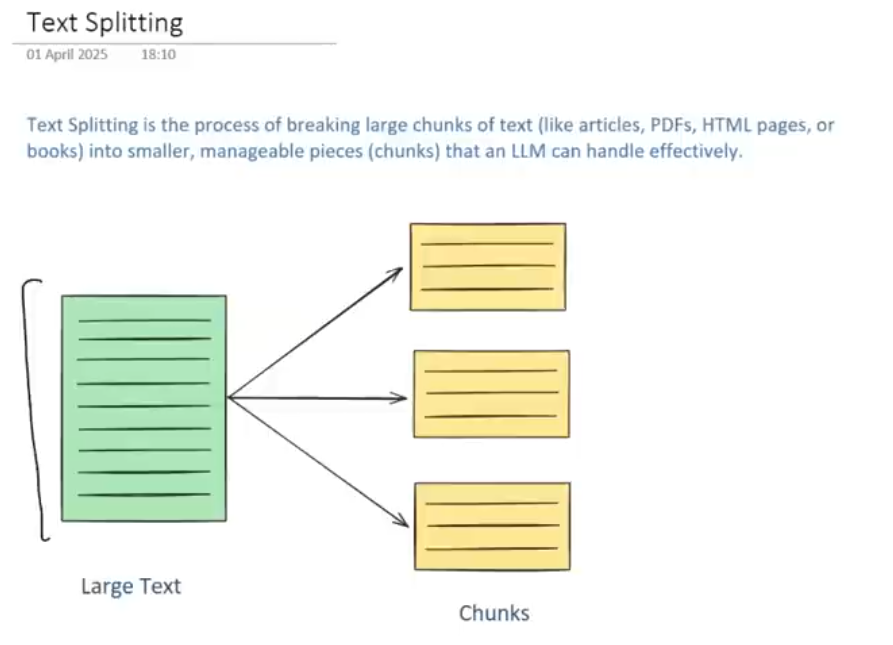 Text Splitting
01 April 2025 18:10
Text Splitting is the process of breaking large chunks of text (like articles, PDFs, HTML pages, or
books) into smaller, manageable pieces (chunks) that an LLM can handle effectively.
Large Text
Chunks